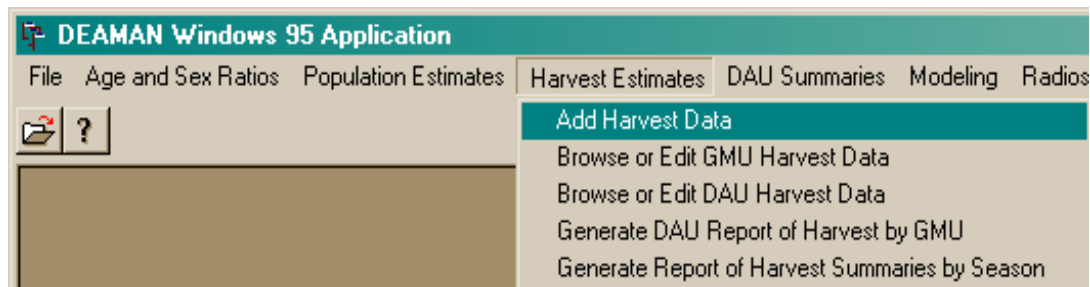 DEAMAN Windows 95 Application
File Age and Sex Ratios Population Estimates Harvest Estimates DAU Summaries Modeling Radios
?
Add Harvest Data
Browse or Edit GMU Harvest Data
Browse or Edit DAU Harvest Data
Generate DAU Report of Harvest by GMU
Generate Report of Harvest Summaries by Season